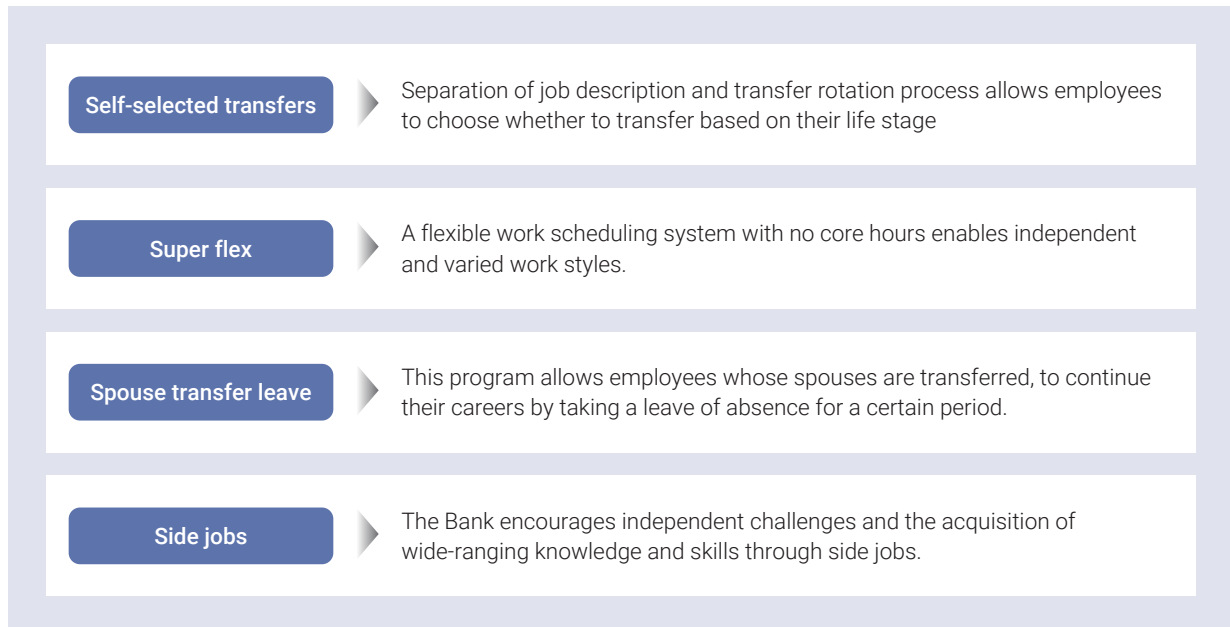 Self-selected transfers
Separation of job description and transfer rotation process allows employees
to choose whether to transfer based on their life stage
Super flex
A flexible work scheduling system with no core hours enables independent
and varied work styles.
Spouse transfer leave
This program allows employees whose spouses are transferred, to continue
their careers by taking a leave of absence for a certain period.
Side jobs
The Bank encourages independent challenges and the acquisition of
wide-ranging knowledge and skills through side jobs.